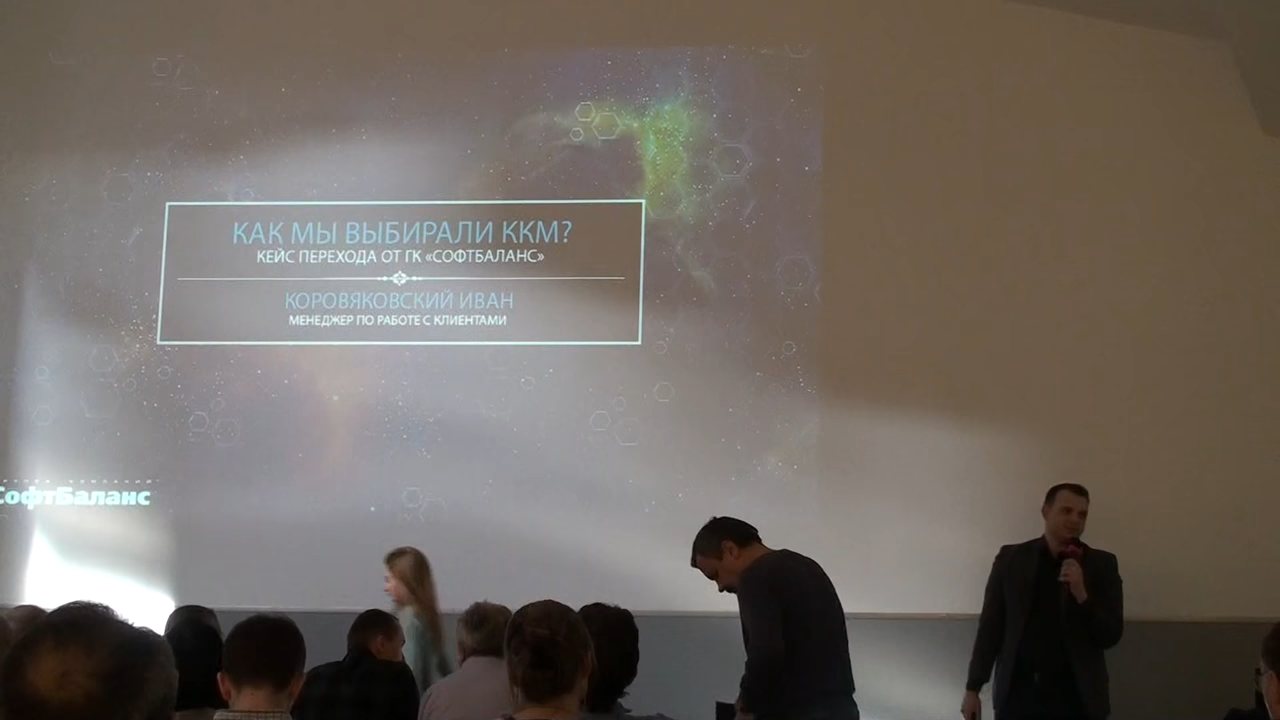 КАК МЫ ВЫБИРАЛИ ККМ?
КЕЙС ПЕРЕХОДА ОТ ГК «СОФТБАЛАНС»
КОРОВЯКОВСКИЙ ИВАН
МЕНЕДЖЕР ПО РАБОТЕ С КЛИЕНТАМИ
СофтБаланс